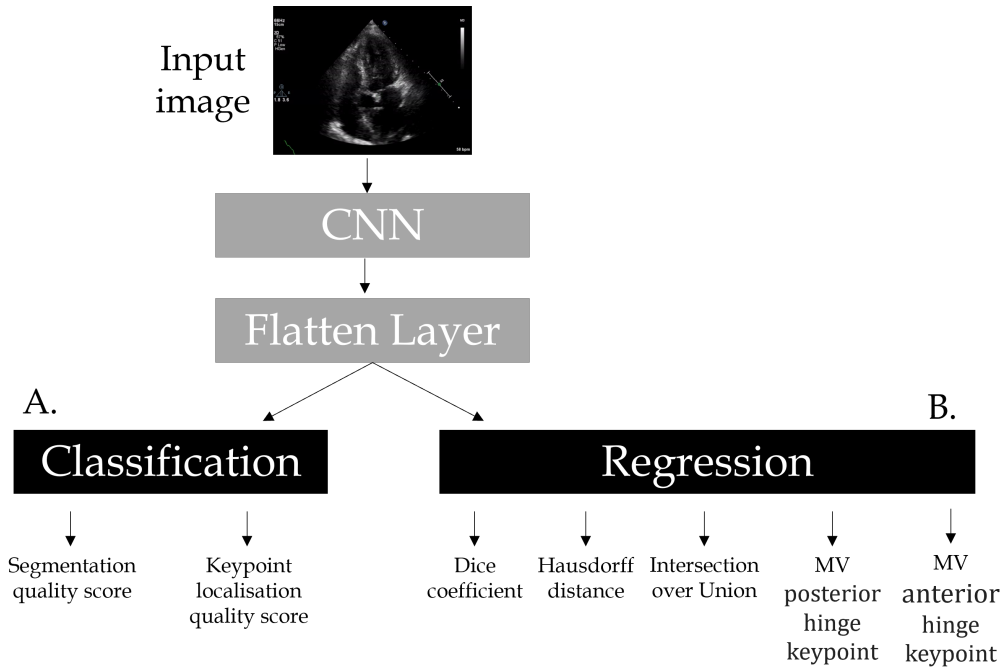 Input
image
CNN
Flatten Layer
A.
B.
Classification
Regression
Segmentation
quality score
Keypoint
localisation
quality score
Dice
coefficient
Hausdorff
distance
Intersection
over Union
MV
posterior
hinge
keypoint
MV
anterior
hinge
keypoint